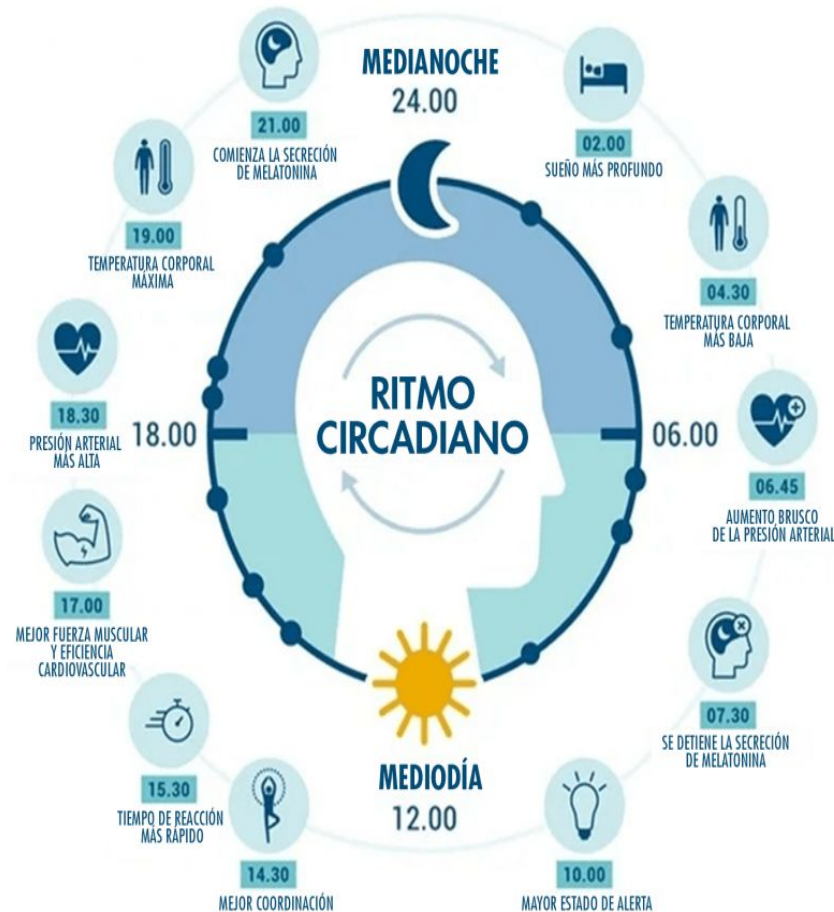 MEDIANOCHE
24.00
02.00
SUEÑO MÁS PROFUNDO
04.30
TEMPERATURA CORPORAL
MÁS BAJA
06.00
06.45
AUMENTO BRUSCO
DE LA PRESIÓN ARTERIAL
07.30
SE DETIENE LA SECRECIÓN
DE MELATONINA
10.00
MAYOR ESTADO DE ALERTA
MEDIODÍA
12.00
14.30
MEJOR COORDINACIÓN
15.30
TIEMPO DE REACCIÓN
MÁS RÁPIDO
17.00
MEJOR FUERZA MUSCULAR
Y EFICIENCIA
CARDIOVASCULAR
18.00
18.30
PRESIÓN ARTERIAL
MÁS ALTA
19.00
TEMPERATURA CORPORAL
MÁXIMA
21.00
COMIENZA LA SECRECIÓN
DE MELATONINA
RITMO
CIRCADIANO